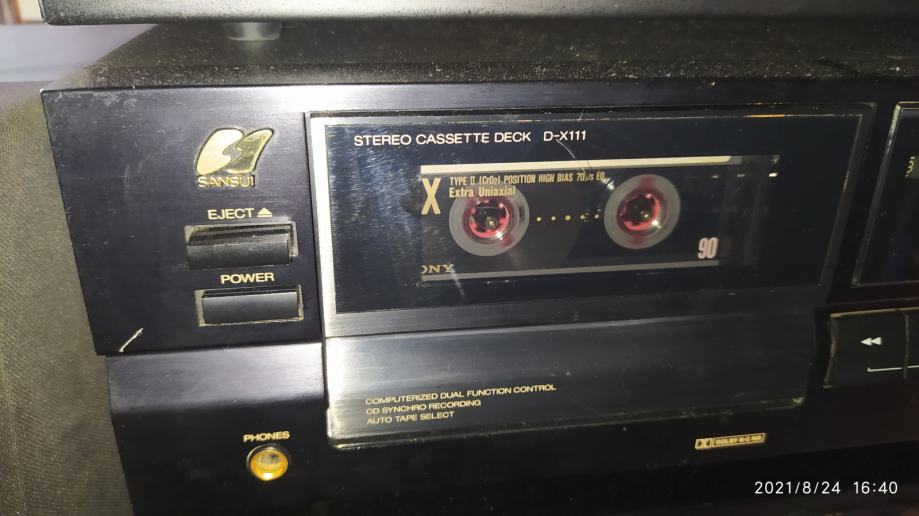 STEREO CASSETTE DECK D-X111
SANSUI
X
TYPE II (CrO2) POSITION HIGH BIAS 70µs EQ
Extra Uniaxial
EJECT
90
ONY
POWER
COMPUTERIZED DUAL FUNCTION CONTROL
CD SYNCHRO RECORDING
AUTO TAPE SELECT
PHONES
DOLBY B-C NR
2021/8/24 16:40